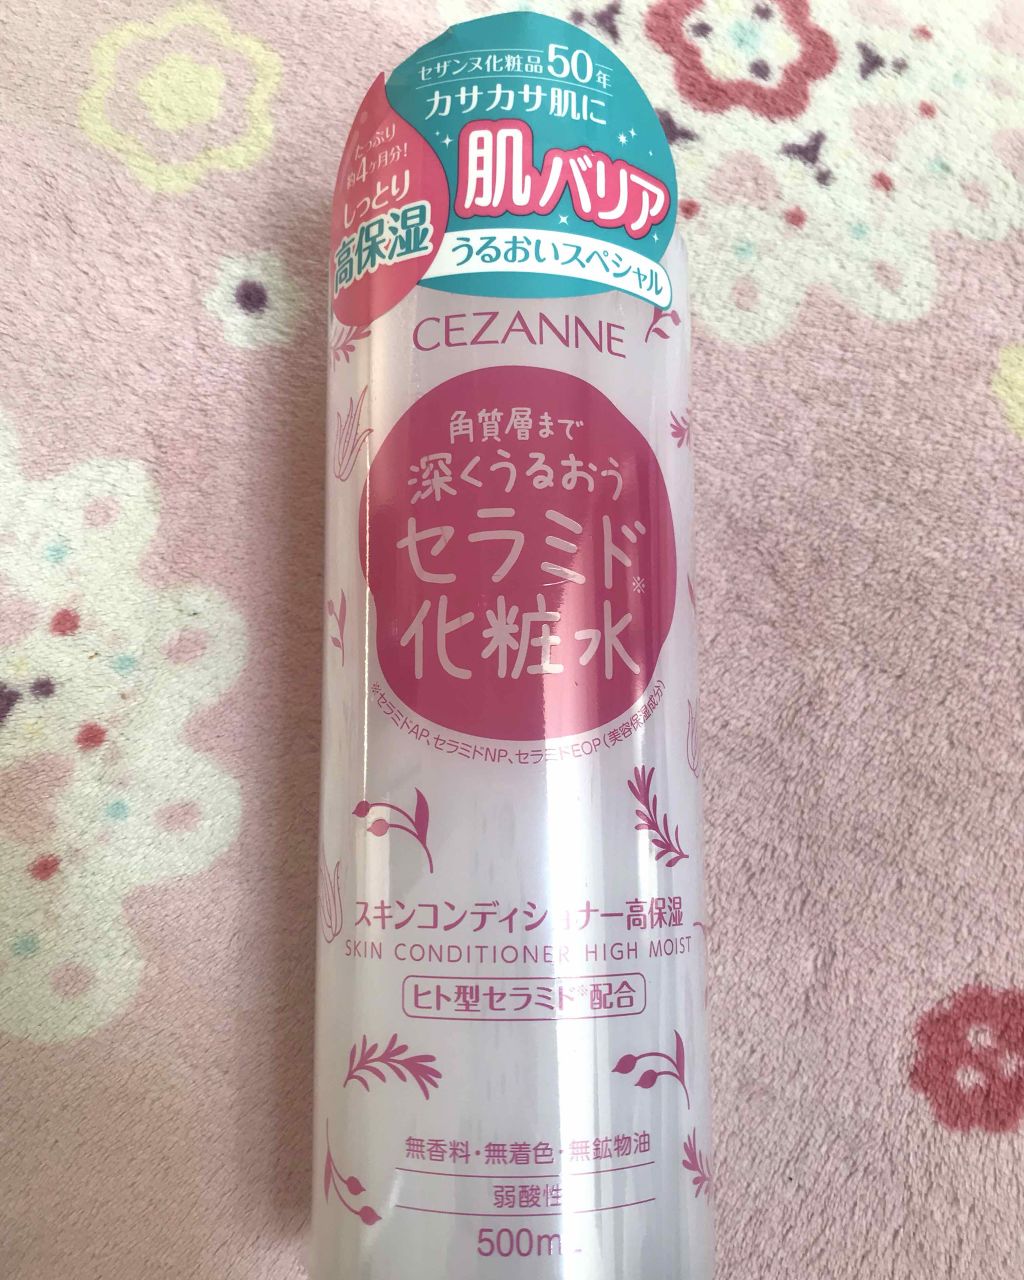 セザンヌ化粧品50年
カサカサ肌に
肌バリア
うるおいスペシャル
たっぷり
約4ヶ月分!
しっとり
高保湿
CEZANNE
角質層まで
深くうるおう
セラミド※
化粧水
※セラミドAP、セラミドNP、セラミドEOP(美容保湿成分)
スキンコンディショナー高保湿
SKIN CONDITIONER HIGH MOIST
ヒト型セラミド※配合
無香料・無着色・無鉱物油
弱酸性
500mL